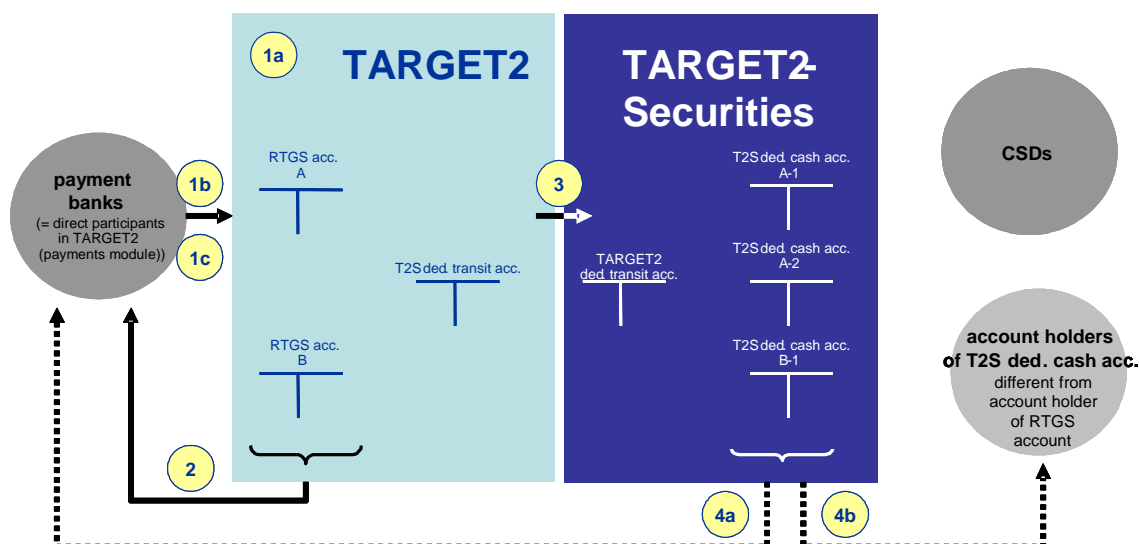 1a
TARGET2
TARGET2-
Securities
payment
banks
(= direct participants
in TARGET2
(payments module))
1b
1c
RTGS acc.
A
3
T2S ded. cash acc.
A-1
CSDs
T2S ded. transit acc.
TARGET2
ded. transit acc.
T2S ded. cash acc.
A-2
RTGS acc.
B
T2S ded. cash acc.
B-1
account holders
of T2S ded. cash acc.
different from
account holder
of RTGS
account
2
4a
4b